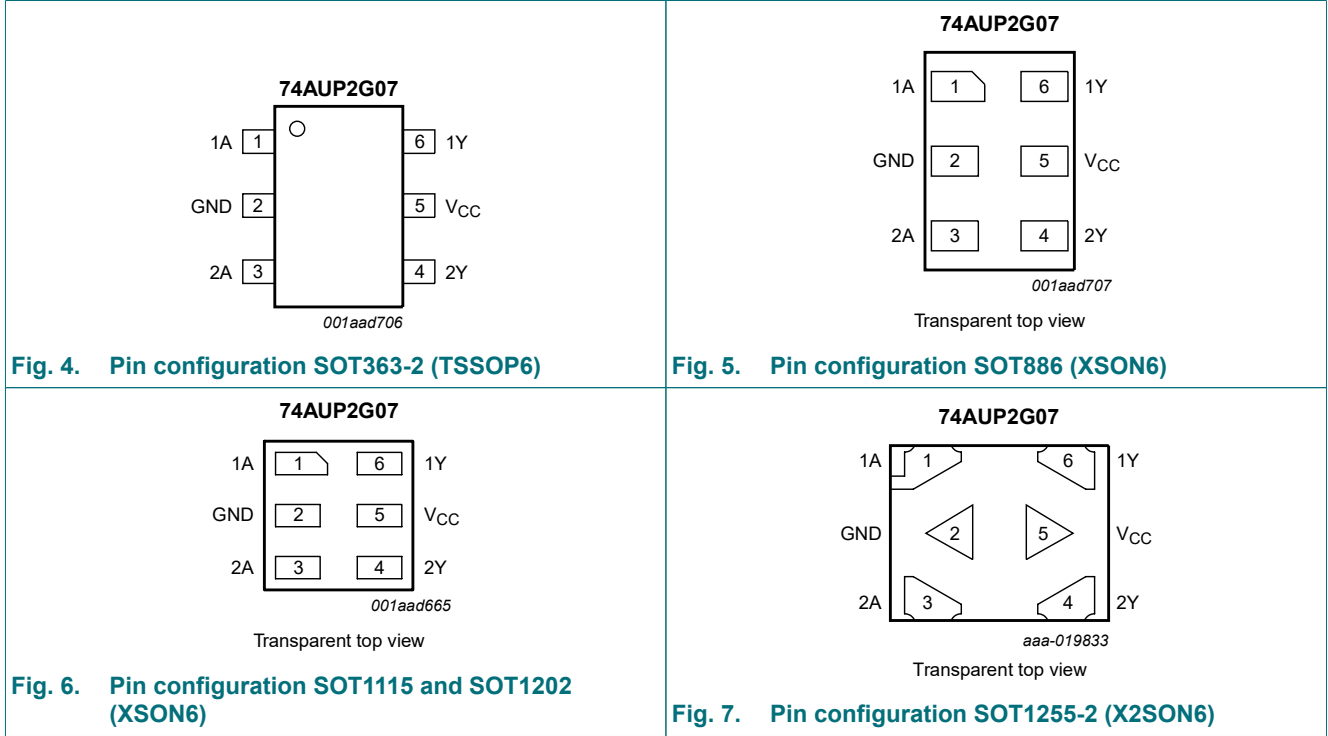 74AUP2G07
1A 1 6 1Y
GND 2 5 VCC
2A 3 4 2Y
001aad706
Fig. 4. Pin configuration SOT363-2 (TSSOP6)
74AUP2G07
1A 1 6 1Y
GND 2 5 VCC
2A 3 4 2Y
001aad707
Transparent top view
Fig. 5. Pin configuration SOT886 (XSON6)
74AUP2G07
1A 1 6 1Y
GND 2 5 VCC
2A 3 4 2Y
001aad665
Transparent top view
Fig. 6. Pin configuration SOT1115 and SOT1202
(XSON6)
74AUP2G07
1A 1 6 1Y
GND 2 5 VCC
2A 3 4 2Y
aaa-019833
Transparent top view
Fig. 7. Pin configuration SOT1255-2 (X2SON6)